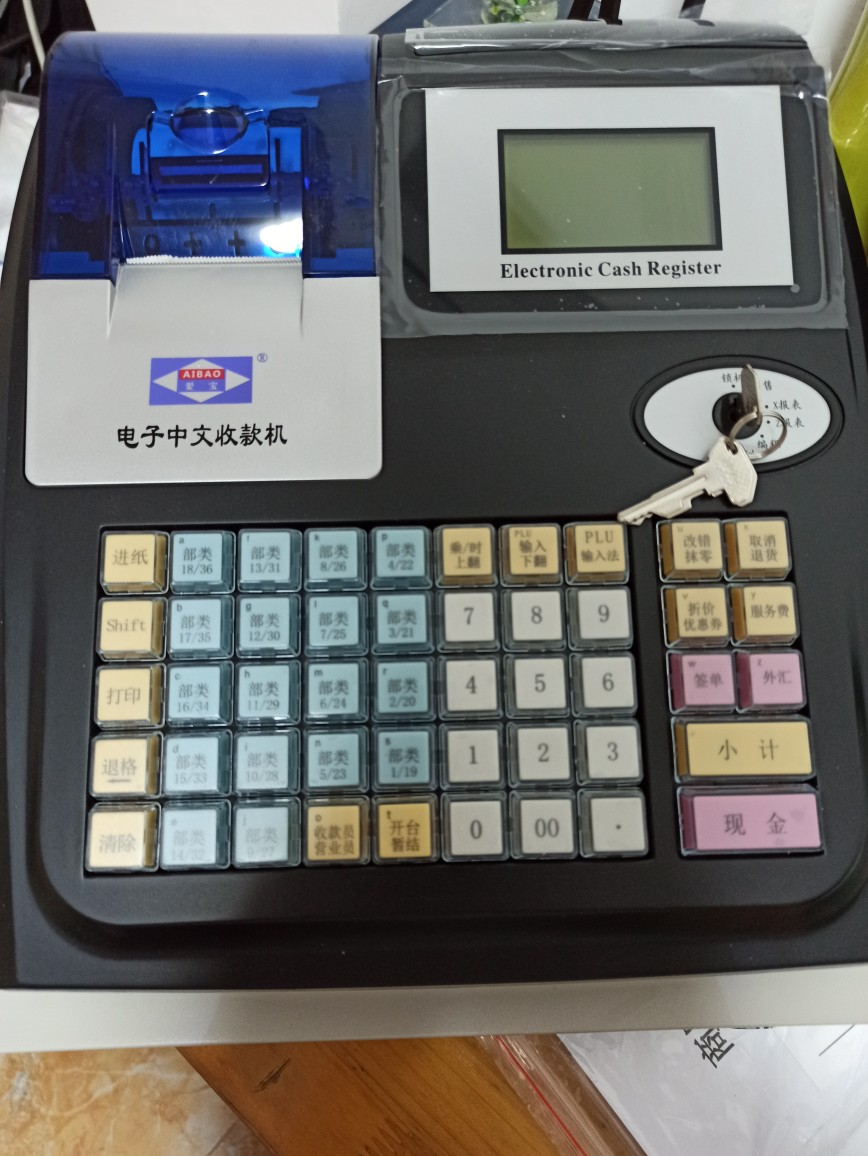 Electronic Cash Register
AIBAO
®
爱宝
电子中文收款机
售
X报表
进纸
a 部类
18/36
f 部类
13/31
k 部类
8/26
p 部类
4/22
乘/时
上翻
PLU
输入
下翻
PLU
输入法
u 改错
抹零
x 取消
退货
Shift
b 部类
17/35
g 部类
12/30
l 部类
7/25
q 部类
3/21
7
8
9
v 折价
优惠券
y 服务费
打印
c 部类
16/34
h 部类
11/29
m 部类
6/24
r 部类
2/20
4
5
6
w 签单
z 外汇
退格
d 部类
15/33
i 部类
10/28
n 部类
5/23
s 部类
1/19
1
2
3
小 计
清除
e 部类
14/32
j 部类
o 收款员
营业员
t 开台
暂结
0
00
.
现 金